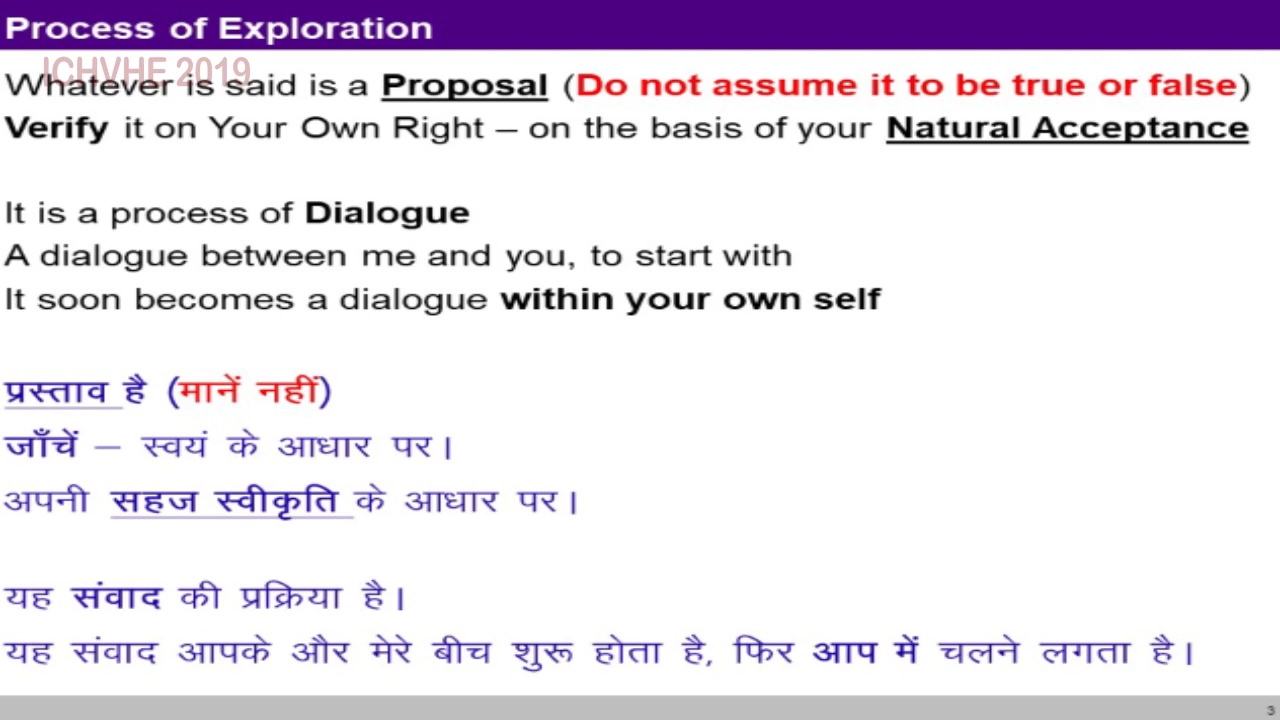 Process of Exploration
ICHVHE 2019
Whatever is said is a Proposal (Do not assume it to be true or false)
Verify it on Your Own Right – on the basis of your Natural Acceptance
It is a process of Dialogue
A dialogue between me and you, to start with
It soon becomes a dialogue within your own self
प्रस्ताव है (मानें नहीं)
जाँचें – स्वयं के आधार पर।
अपनी सहज स्वीकृति के आधार पर।
यह संवाद की प्रक्रिया है।
यह संवाद आपके और मेरे बीच शुरू होता है, फिर आप में चलने लगता है।
3